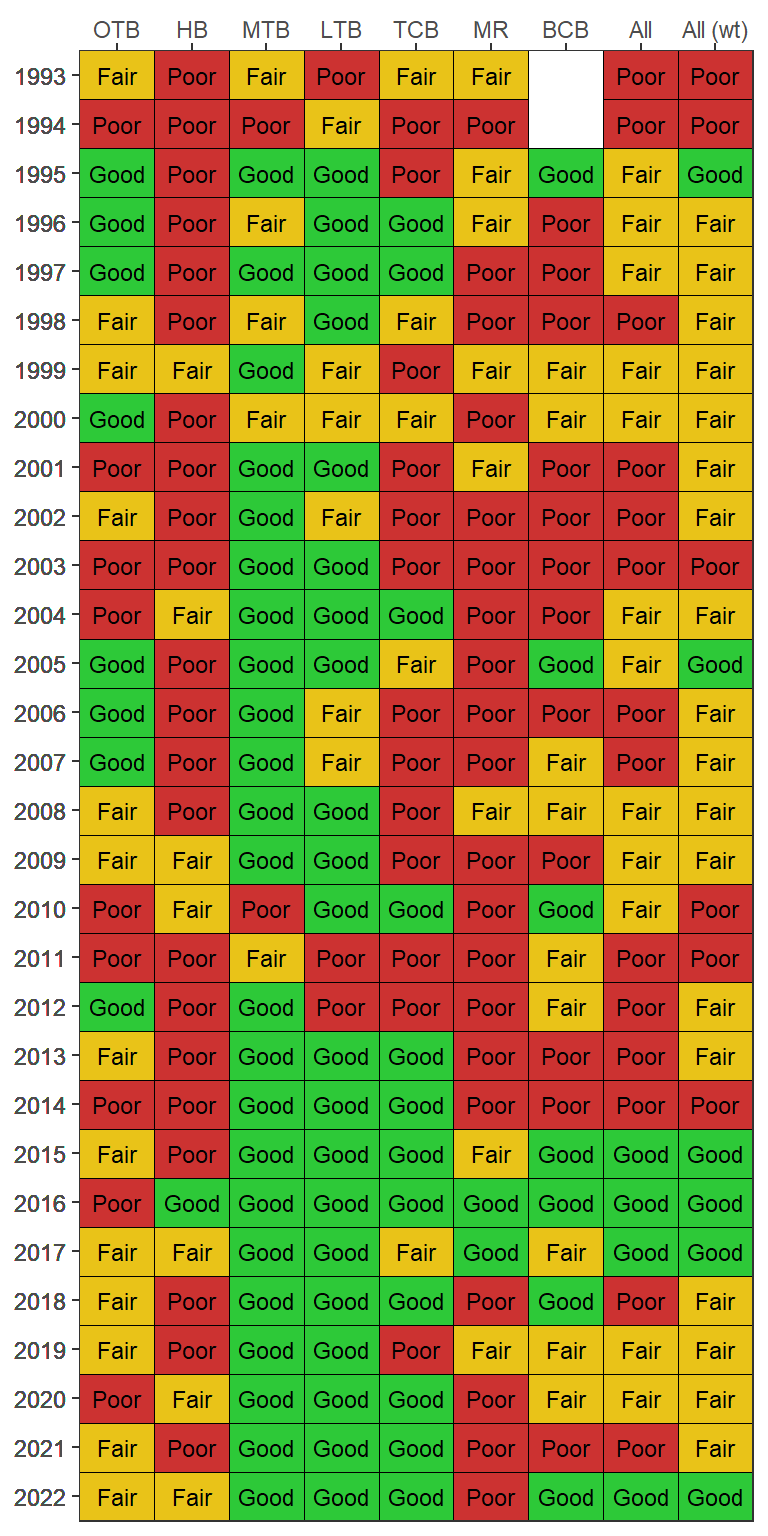 OTB HB MTB LTB TCB MR BCB All All (wt)
1993 Fair Poor Fair Poor Fair Fair Poor Poor
1994 Poor Poor Poor Fair Poor Poor Poor Poor
1995 Good Poor Good Good Poor Fair Good Fair Good
1996 Good Poor Fair Good Good Fair Poor Fair Fair
1997 Good Poor Good Good Good Poor Poor Fair Fair
1998 Fair Poor Fair Good Fair Poor Poor Poor Fair
1999 Fair Fair Good Fair Poor Fair Fair Fair Fair
2000 Good Poor Fair Fair Fair Poor Fair Fair Fair
2001 Poor Poor Good Good Poor Fair Poor Poor Fair
2002 Fair Poor Good Fair Poor Poor Poor Poor Fair
2003 Poor Poor Good Good Poor Poor Poor Poor Poor
2004 Poor Fair Good Good Good Poor Poor Fair Fair
2005 Good Poor Good Good Fair Poor Good Fair Good
2006 Good Poor Good Fair Poor Poor Poor Poor Fair
2007 Good Poor Good Fair Poor Poor Fair Poor Fair
2008 Fair Poor Good Good Poor Fair Fair Fair Fair
2009 Fair Fair Good Good Poor Poor Poor Fair Fair
2010 Poor Fair Poor Good Good Poor Good Fair Poor
2011 Poor Poor Fair Poor Poor Poor Fair Poor Poor
2012 Good Poor Good Poor Poor Poor Fair Poor Fair
2013 Fair Poor Good Good Good Poor Poor Poor Fair
2014 Poor Poor Good Good Good Poor Poor Poor Poor
2015 Fair Poor Good Good Good Fair Good Good Good
2016 Poor Good Good Good Good Good Good Good Good
2017 Fair Fair Good Good Fair Good Fair Good Good
2018 Fair Poor Good Good Good Poor Good Poor Fair
2019 Fair Poor Good Good Poor Fair Fair Fair Fair
2020 Poor Fair Good Good Good Poor Fair Fair Fair
2021 Fair Poor Good Good Good Poor Poor Poor Fair
2022 Fair Fair Good Good Good Poor Good Good Good